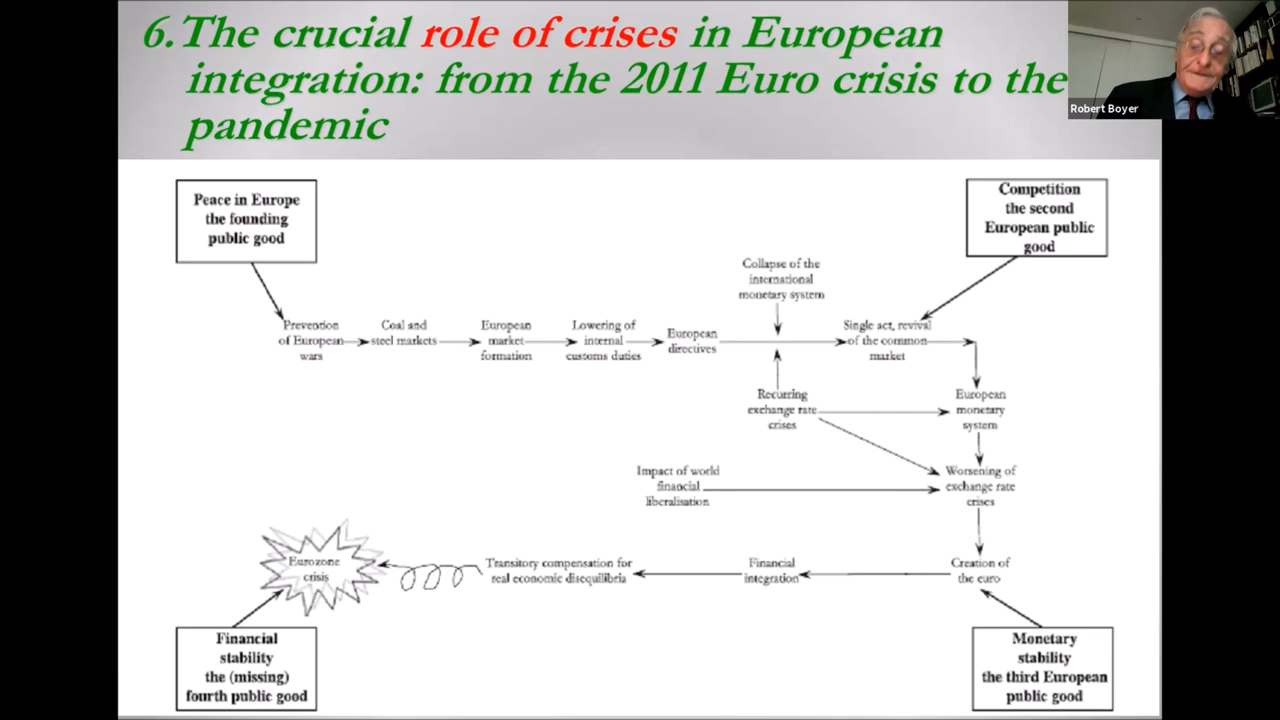 6.The crucial role of crises in European
integration: from the 2011 Euro crisis to the
pandemic
Robert Boyer
Peace in Europe
the founding
public good
Competition
the second
European public
good
Collapse of the
international
monetary system
Prevention
of European
wars
Coal and
steel markets
European
market
formation
Lowering of
internal
customs duties
European
directives
Single act, revival
of the common
market
Recurring
exchange rate
crises
European
monetary
system
Impact of world
financial
liberalisation
Worsening of
exchange rate
crises
Eurozone
crisis
Transitory compensation for
real economic disequilibria
Financial
integration
Creation of
the euro
Financial
stability
the (missing)
fourth public good
Monetary
stability
the third European
public good